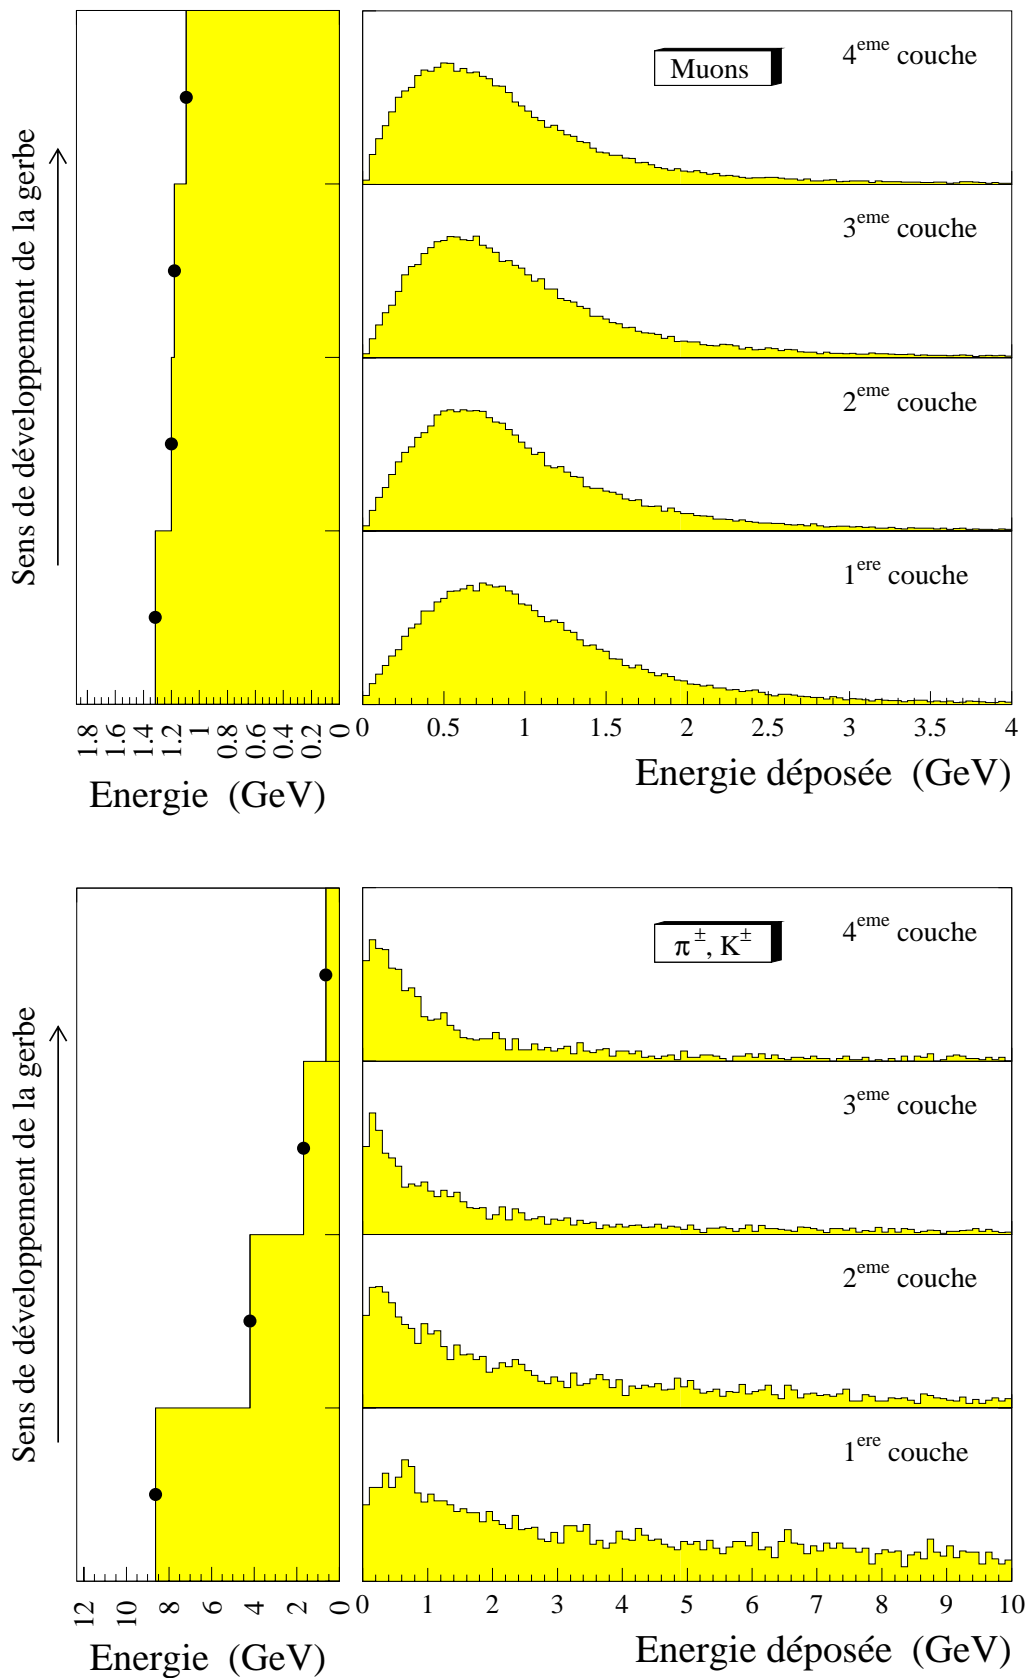 Sens de développement de la gerbe
1.8 1.6 1.4 1.2 1 0.8 0.6 0.4 0.2 0
Energie (GeV)
Muons
4eme couche
3eme couche
2eme couche
1ere couche
0 0.5 1 1.5 2 2.5 3 3.5 4
Energie déposée (GeV)
Sens de développement de la gerbe
12 10 8 6 4 2 0
Energie (GeV)
π±, K±
4eme couche
3eme couche
2eme couche
1ere couche
0 1 2 3 4 5 6 7 8 9 10
Energie déposée (GeV)